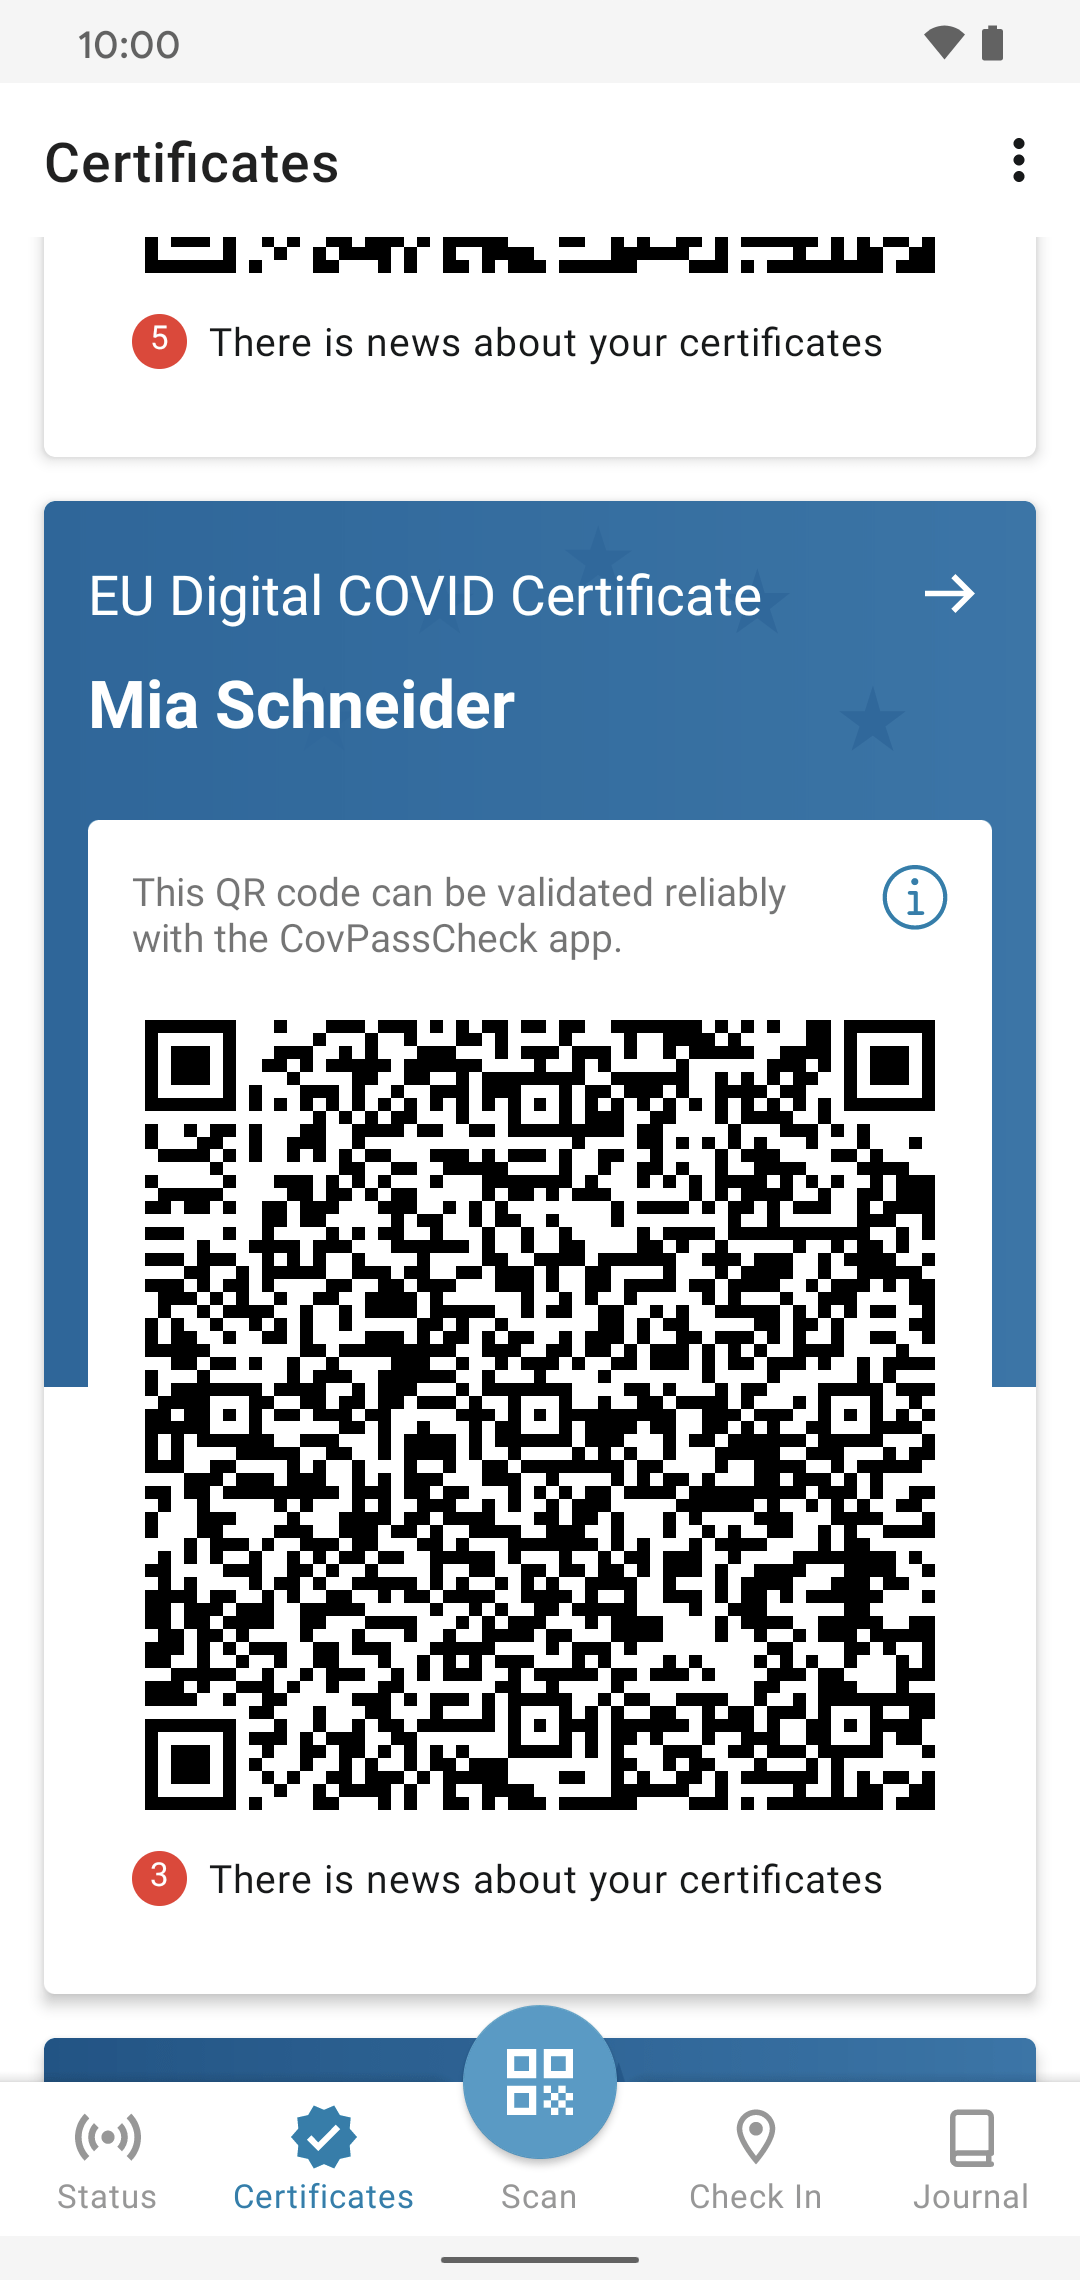 10:00
Certificates
5 There is news about your certificates
EU Digital COVID Certificate
Mia Schneider
This QR code can be validated reliably
with the CovPassCheck app.
3 There is news about your certificates
Status Certificates Scan Check In Journal